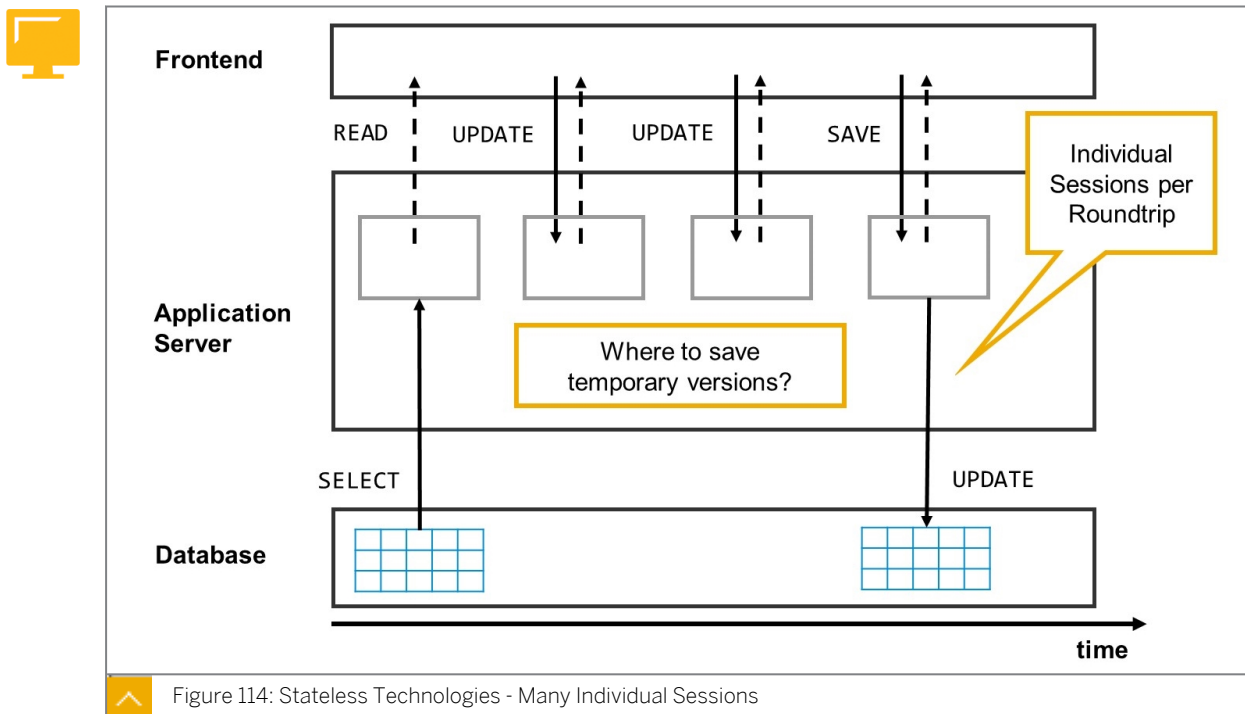 Frontend
READ
UPDATE
UPDATE
SAVE
Individual
Sessions per
Roundtrip
Application
Server
Where to save
temporary versions?
SELECT
UPDATE
Database
time
Figure 114: Stateless Technologies - Many Individual Sessions